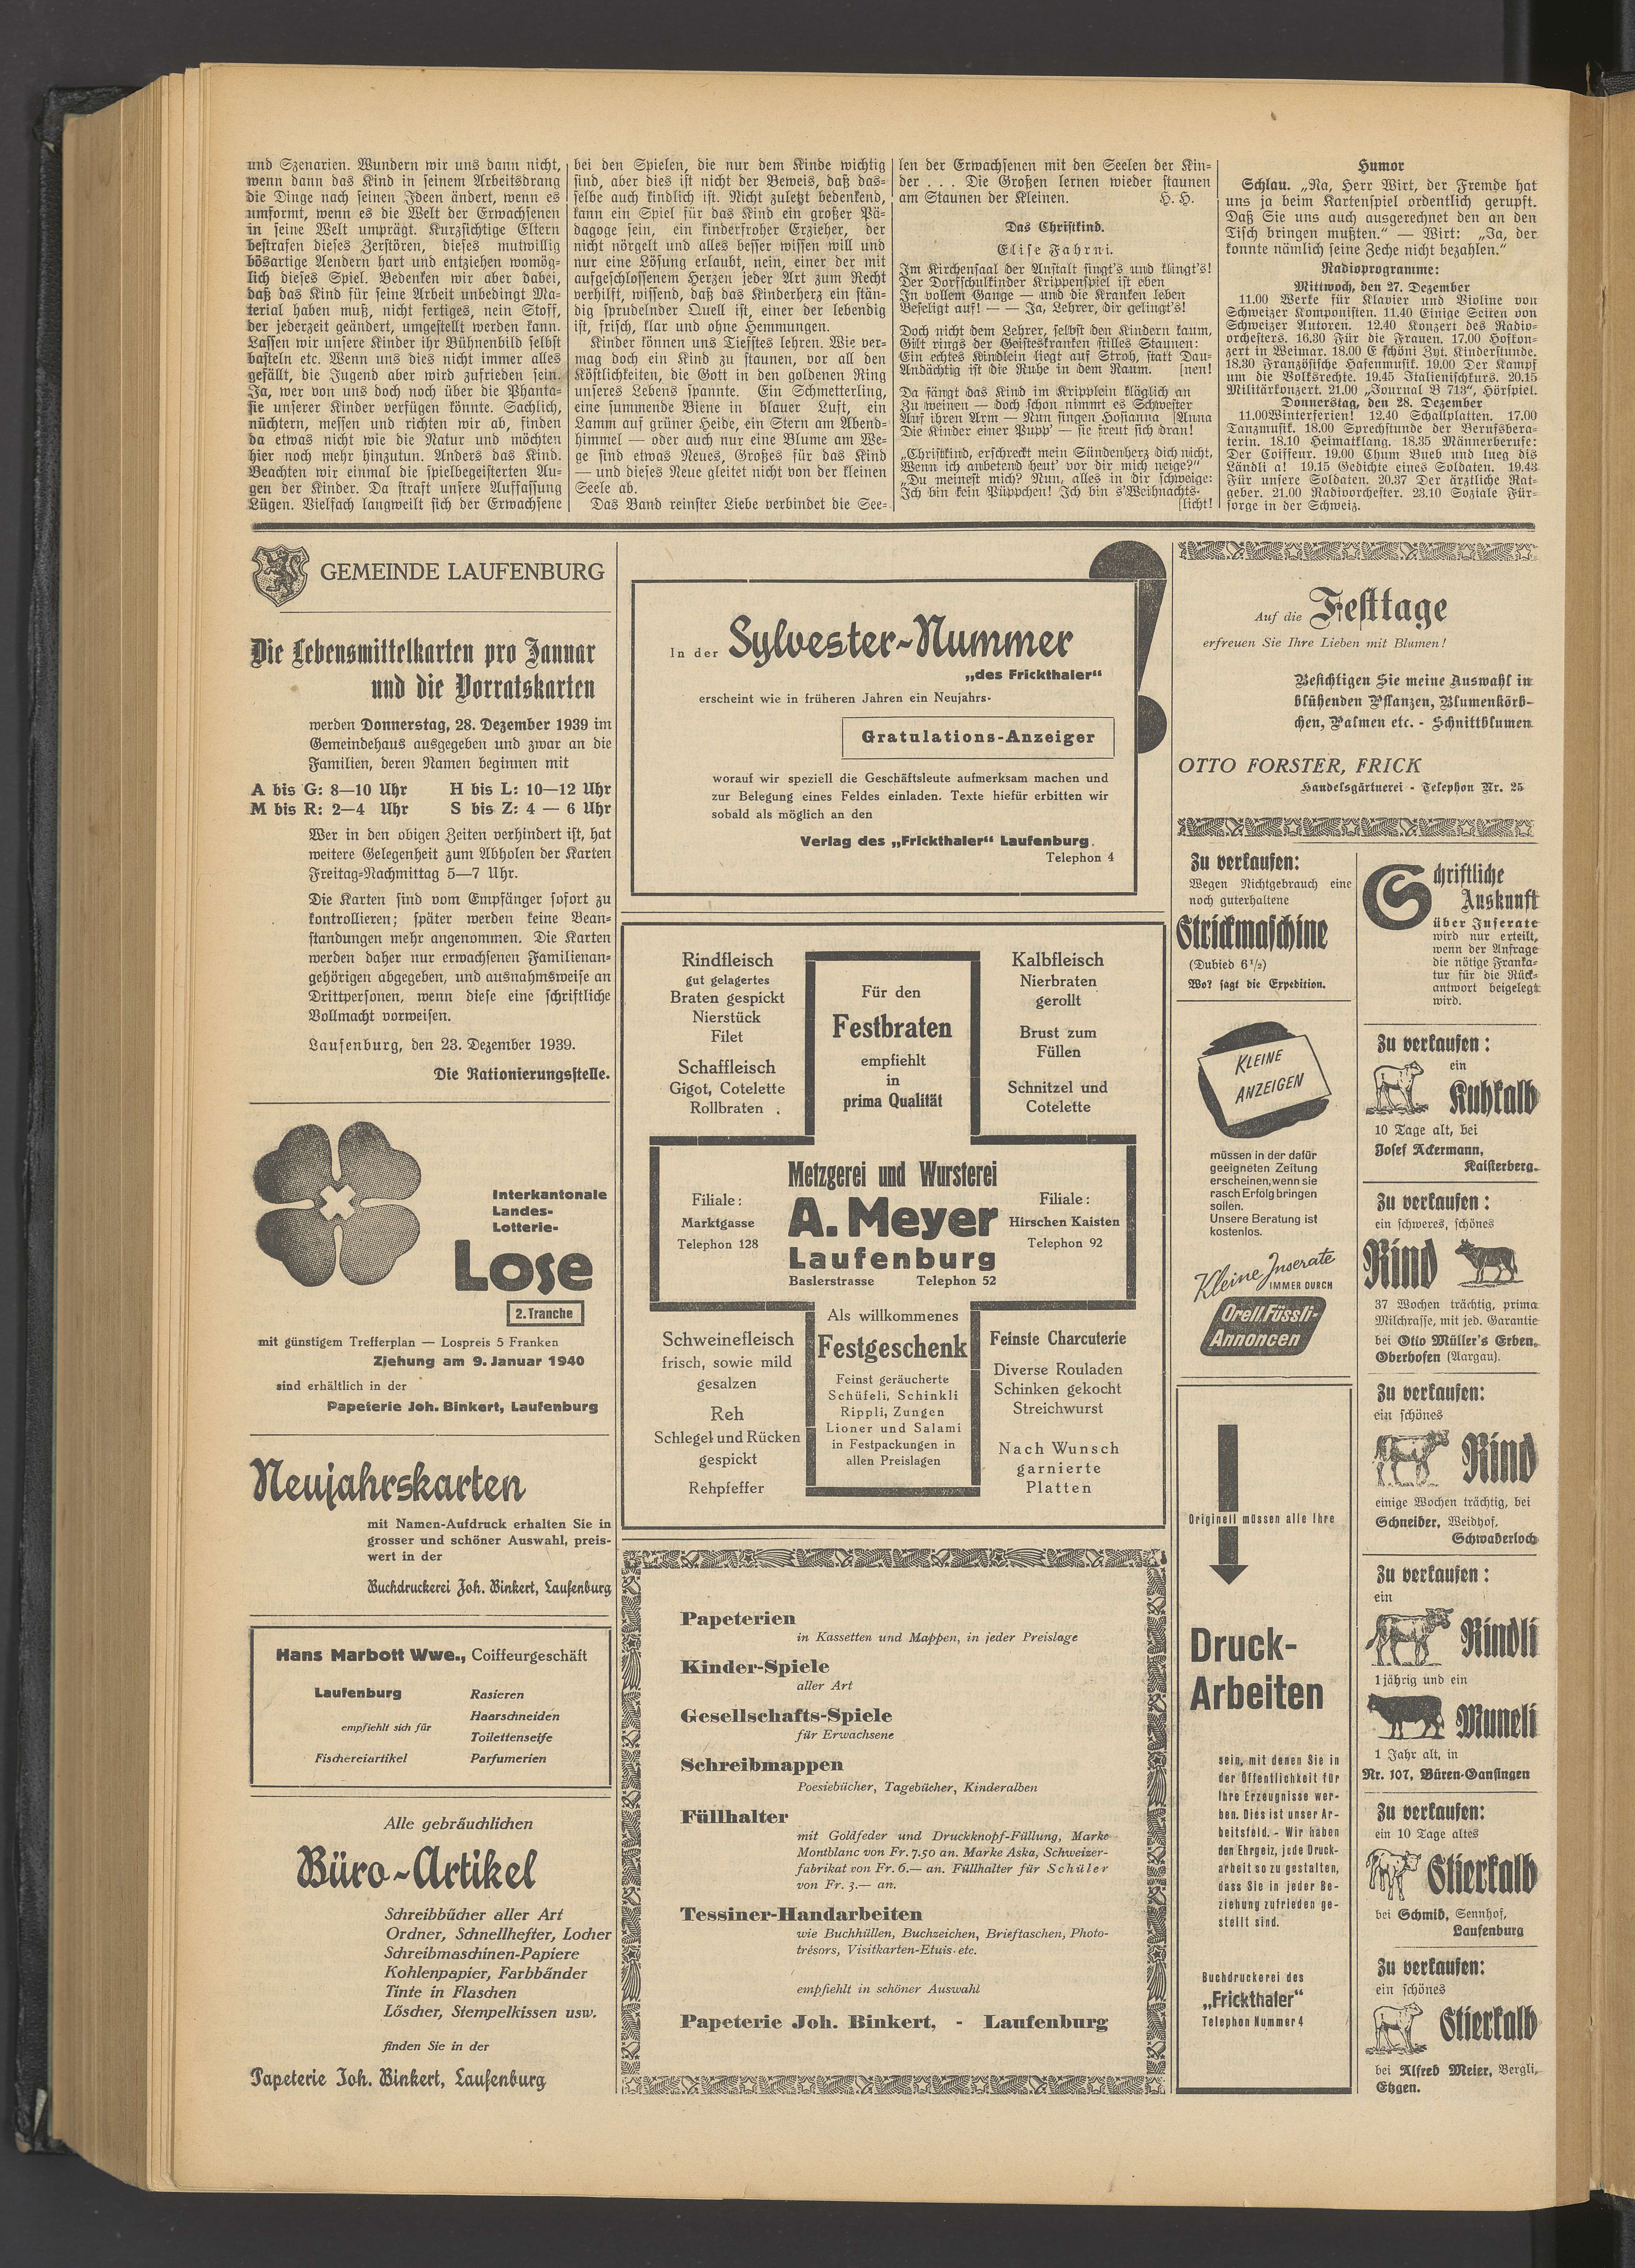 und Szenarien. Wundern wir uns dann nicht,
wenn dann das Kind in seinem Arbeitsdrang
die Dinge nach seinen Ideen ändert, wenn es
umformt, wenn es die Welt der Erwachsenen
in seine Welt umprägt. Kurzsichtige Eltern
bestrafen dieses Zerstören, dieses mutwillig
bösartige Aendern hart und entziehen womög-
lich dieses Spiel. Bedenken wir aber dabei,
daß das Kind für seine Arbeit unbedingt Ma-
terial haben muß, nicht fertiges, nein Stoff,
der jederzeit geändert, umgestellt werden kann.
Lassen wir unsere Kinder ihr Bühnenbild selbst
basteln etc. Wenn uns dies nicht immer alles
gefällt, die Jugend aber wird zufrieden sein.
Ja, wer von uns doch noch über die Phanta-
sie unserer Kinder verfügen könnte. Sachlich,
nüchtern, messen und richten wir ab, finden
da etwas nicht wie die Natur und möchten
hier noch mehr hinzutun. Anders das Kind.
Beachten wir einmal die spielbegeisterten Au-
gen der Kinder. Da straft unsere Auffassung
Lügen. Vielfach langweilt sich der Erwachsene
bei den Spielen, die nur dem Kinde wichtig
sind, aber dies ist nicht der Beweis, daß das-
selbe auch kindlich ist. Nicht zuletzt bedenkend,
kann ein Spiel für das Kind ein großer Pä-
dagoge sein, ein kinderfroher Erzieher, der
nicht nörgelt und alles besser wissen will und
nur eine Lösung erlaubt, nein, einer der mit
aufgeschlossenem Herzen jeder Art zum Recht
verhilft, wissend, daß das Kinderherz ein stän-
dig sprudelnder Quell ist, einer der lebendig
ist, frisch, klar und ohne Hemmungen.
Kinder können uns Tiefstes lehren. Wie ver-
mag doch ein Kind zu staunen, vor all den
Köstlichkeiten, die Gott in den goldenen Ring
unseres Lebens spannte. Ein Schmetterling,
eine summende Biene in blauer Luft, ein
Lamm auf grüner Heide, ein Stern am Abend-
himmel — oder auch nur eine Blume am We-
ge sind etwas Neues, Großes für das Kind
— und dieses Neue gleitet nicht von der kleinen
Seele ab.
Das Band reinster Liebe verbindet die See-
len der Erwachsenen mit den Seelen der Kin-
der . . . Die Großen lernen wieder staunen
am Staunen der Kleinen. H. H.
Das Christkind.
Elise Fahrni.
Im Kirchensaal der Anstalt singt's und klingt's!
Der Dorfschulkinder Krippenspiel ist eben
In vollem Gange — und die Kranken leben
Beseligt auf! — — Ja, Lehrer, dir gelingt's!
Doch nicht dem Lehrer, selbst den Kindern kaum,
Gilt rings der Geisteskranken stilles Staunen:
Ein echtes Kindlein liegt auf Stroh, statt Dau-
Andächtig ist die Ruhe in dem Raum. [nen!
Da fängt das Kind im Kripplein kläglich an
Zu weinen — doch schon nimmt es Schwester
Auf ihren Arm — Nun singen Hosianna [Anna
Die Kinder einer Pupp' — sie freut sich dran!
„Christkind, erschreckt mein Sündenherz dich nicht,
Wenn ich anbetend heut' vor dir mich neige?"
„Du meinest mich? Nun, alles in dir schweige:
Ich bin kein Püppchen! Ich bin s'Weihnachts-
[licht!
Humor
Schlau. „Na, Herr Wirt, der Fremde hat
uns ja beim Kartenspiel ordentlich gerupft.
Daß Sie uns auch ausgerechnet den an den
Tisch bringen mußten." — Wirt: „Ja, der
konnte nämlich seine Zeche nicht bezahlen."
Radioprogramme:
Mittwoch, den 27. Dezember
11.00 Werke für Klavier und Violine von
Schweizer Komponisten. 11.40 Einige Seiten von
Schweizer Autoren. 12.40 Konzert des Radio-
orchesters. 16.30 Für die Frauen. 17.00 Hofkon-
zert in Weimar. 18.00 E schöni Zyt. Kinderstunde.
18.30 Französische Hafenmusik. 19.00 Der Kampf
um die Volksrechte. 19.45 Italienischkurs. 20.15
Militärkonzert. 21.00 „Journal B 713", Hörspiel.
Donnerstag, den 28. Dezember
11.00 Winterferien! 12.40 Schallplatten. 17.00
Tanzmusik. 18.00 Sprechstunde der Berufsbera-
terin. 18.10 Heimatklang. 18.35 Männerberufe:
Der Coiffeur. 19.00 Chum Bueb und lueg dis
Ländli a! 19.15 Gedichte eines Soldaten. 19.43
Für unsere Soldaten. 20.37 Der ärztliche Rat-
geber. 21.00 Radioorchester. 23.10 Soziale Für-
sorge in der Schweiz.
GEMEINDE LAUFENBURG
Die Lebensmittelkarten pro Januar
und die Vorratskarten
werden Donnerstag, 28. Dezember 1939 im
Gemeindehaus ausgegeben und zwar an die
Familien, deren Namen beginnen mit
A bis G: 8—10 Uhr H bis L: 10—12 Uhr
M bis R: 2—4 Uhr S bis Z: 4 — 6 Uhr
Wer in den obigen Zeiten verhindert ist, hat
weitere Gelegenheit zum Abholen der Karten
Freitag-Nachmittag 5—7 Uhr.
Die Karten sind vom Empfänger sofort zu
kontrollieren; später werden keine Bean-
standungen mehr angenommen. Die Karten
werden daher nur erwachsenen Familienan-
gehörigen abgegeben, und ausnahmsweise an
Drittpersonen, wenn diese eine schriftliche
Vollmacht vorweisen.
Laufenburg, den 23. Dezember 1939.
Die Rationierungsstelle.
Interkantonale
Landes-
Lotterie-
Lose
2. Tranche
mit günstigem Trefferplan — Lospreis 5 Franken
Ziehung am 9. Januar 1940
sind erhältlich in der
Papeterie Joh. Binkert, Laufenburg
Neujahrskarten
mit Namen-Aufdruck erhalten Sie in
grosser und schöner Auswahl, preis-
wert in der
Buchdruckerei Joh. Binkert, Laufenburg
Hans Marbott Wwe., Coiffeurgeschäft
Laufenburg
empfiehlt sich für
Fischereiartikel
Rasieren
Haarschneiden
Toilettenseife
Parfumerien
Alle gebräuchlichen
Büro-Artikel
Schreibbücher aller Art
Ordner, Schnellhefter, Locher
Schreibmaschinen-Papiere
Kohlenpapier, Farbbänder
Tinte in Flaschen
Löscher, Stempelkissen usw.
finden Sie in der
Papeterie Joh. Binkert, Laufenburg
In der Sylvester-Nummer
„des Frickthaler"
erscheint wie in früheren Jahren ein Neujahrs-
Gratulations-Anzeiger
worauf wir speziell die Geschäftsleute aufmerksam machen und
zur Belegung eines Feldes einladen. Texte hiefür erbitten wir
sobald als möglich an den
Verlag des „Frickthaler" Laufenburg.
Telephon 4
Rindfleisch
gut gelagertes
Braten gespickt
Nierstück
Filet
Schaffleisch
Gigot, Cotelette
Rollbraten
Für den
Festbraten
empfiehlt
in
prima Qualität
Kalbfleisch
Nierbraten
gerollt
Brust zum
Füllen
Schnitzel und
Cotelette
Metzgerei und Wursterei
A. Meyer
Laufenburg
Baslerstrasse Telephon 52
Filiale:
Marktgasse
Telephon 128
Filiale:
Hirschen Kaisten
Telephon 92
Schweinefleisch
frisch, sowie mild
gesalzen
Reh
Schlegel und Rücken
gespickt
Rehpfeffer
Als willkommenes
Festgeschenk
Feinst geräucherte
Schüfeli, Schinkli
Rippli, Zungen
Lioner und Salami
in Festpackungen in
allen Preislagen
Feinste Charcuterie
Diverse Rouladen
Schinken gekocht
Streichwurst
Nach Wunsch
garnierte
Platten
Papeterien
in Kassetten und Mappen, in jeder Preislage
Kinder-Spiele
aller Art
Gesellschafts-Spiele
für Erwachsene
Schreibmappen
Poesiebücher, Tagebücher, Kinderalben
Füllhalter
mit Goldfeder und Druckknopf-Füllung, Marke
Montblanc von Fr. 7.50 an. Marke Aska, Schweizer-
fabrikat von Fr. 6.— an. Füllhalter für Schüler
von Fr. 3.— an.
Tessiner-Handarbeiten
wie Buchhüllen, Buchzeichen, Brieftaschen, Photo-
trésors, Visitkarten-Etuis etc.
empfiehlt in schöner Auswahl
Papeterie Joh. Binkert, - Laufenburg
Auf die Festtage
erfreuen Sie Ihre Lieben mit Blumen!
Besichtigen Sie meine Auswahl in
blühenden Pflanzen, Blumenkörb-
chen, Palmen etc. - Schnittblumen
OTTO FORSTER, FRICK
Handelsgärtnerei - Telephon Nr. 25
Zu verkaufen:
Wegen Nichtgebrauch eine
noch guterhaltene
Strickmaschine
(Dubied 6 1/2)
Wo? sagt die Expedition.
KLEINE
ANZEIGEN
müssen in der dafür
geeigneten Zeitung
erscheinen, wenn sie
rasch Erfolg bringen
sollen.
Unsere Beratung ist
kostenlos.
Kleine Inserate
IMMER DURCH
Orell Füssli-
Annoncen
Originell müssen alle Ihre
Druck-
Arbeiten
sein, mit denen Sie in
der Öffentlichkeit für
Ihre Erzeugnisse wer-
ben. Dies ist unser Ar-
beitsfeld. - Wir haben
den Ehrgeiz, jede Druck-
arbeit so zu gestalten,
dass Sie in jeder Be-
ziehung zufrieden ge-
stellt sind.
Buchdruckerei des
„Frickthaler"
Telephon Nummer 4
Schriftliche
Auskunft
über Inserate
wird nur erteilt,
wenn der Anfrage
die nötige Franka-
tur für die Rück-
antwort beigelegt
wird.
Zu verkaufen:
ein
Kuhkalb
10 Tage alt, bei
Josef Ackermann,
Kaisterberg.
Zu verkaufen:
ein schweres, schönes
Rind
37 Wochen trächtig, prima
Milchrasse, mit jed. Garantie
bei Otto Müller's Erben,
Oberhofen (Aargau).
Zu verkaufen:
ein schönes
Rind
einige Wochen trächtig, bei
Schneider, Weidhof,
Schwaderloch
Zu verkaufen:
ein
Rindli
1 jährig und ein
Muneli
1 Jahr alt, in
Nr. 107, Büren-Gansingen
Zu verkaufen:
ein 10 Tage altes
Stierkalb
bei Schmid, Sennhof,
Laufenburg
Zu verkaufen:
ein schönes
Stierkalb
bei Alfred Meier, Bergli,
Etzgen.